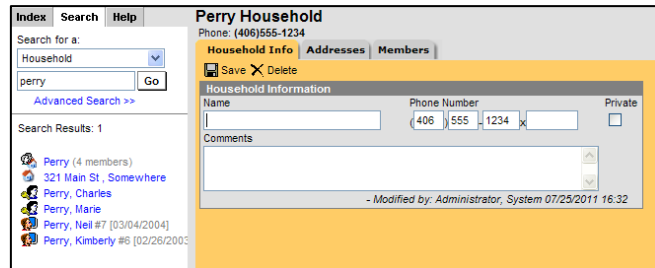 Index Search Help
Search for a:
Household
perry Go
Advanced Search >>
Search Results: 1
Perry (4 members)
321 Main St , Somewhere
Perry, Charles
Perry, Marie
Perry, Neil #7 [03/04/2004]
Perry, Kimberly #6 [02/26/2003
Perry Household
Phone: (406)555-1234
Household Info Addresses Members
Save Delete
Household Information
Name Phone Number Private
( 406 ) 555 - 1234 x
Comments
- Modified by: Administrator, System 07/25/2011 16:32